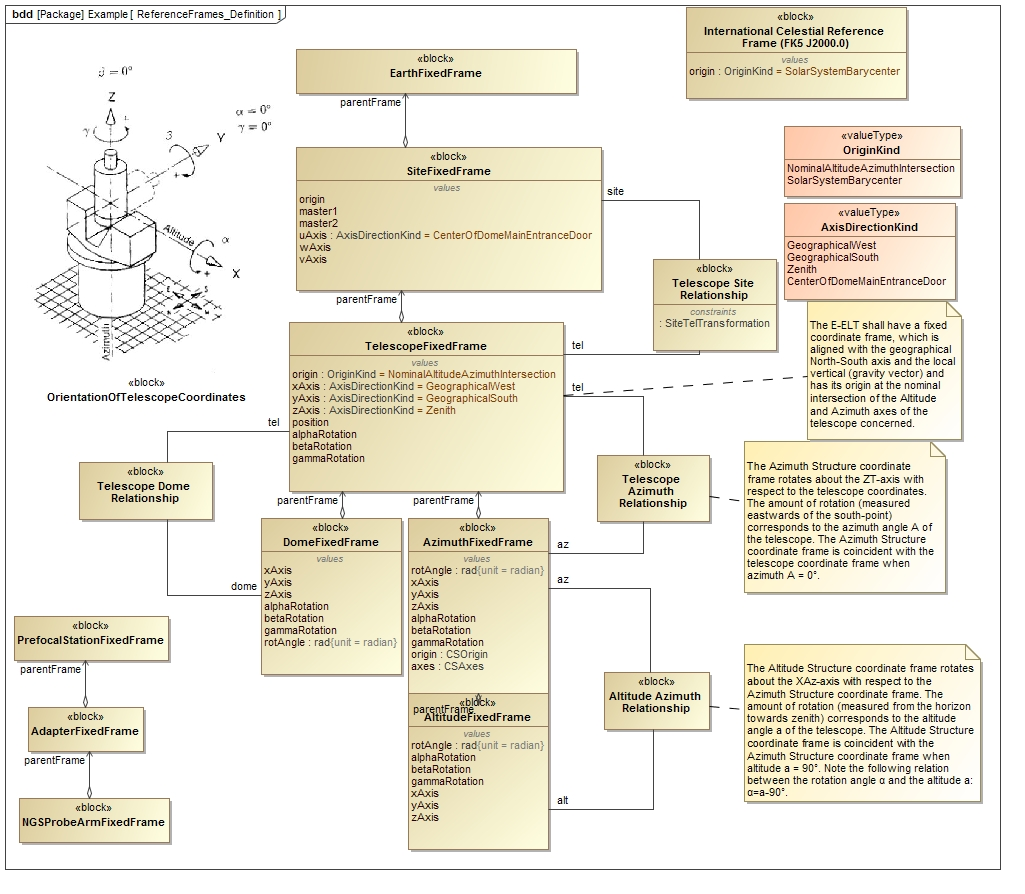 bdd [Package] Example [ ReferenceFrames_Definition ]
«block»
International Celestial Reference
Frame (FK5 J2000.0)
values
origin : OriginKind = SolarSystemBarycenter
«block»
EarthFixedFrame
parentFrame
β = 0°
Z
γ
α = 0°
γ = 0°
Y
Altitude
α
X
Azimuth
«block»
OrientationOfTelescopeCoordinates
«block»
SiteFixedFrame
values
origin
master1
master2
uAxis : AxisDirectionKind = CenterOfDomeMainEntranceDoor
wAxis
vAxis
parentFrame
site
«valueType»
OriginKind
NominalAltitudeAzimuthIntersection
SolarSystemBarycenter
«valueType»
AxisDirectionKind
GeographicalWest
GeographicalSouth
Zenith
CenterOfDomeMainEntranceDoor
«block»
Telescope Site
Relationship
constraints
: SiteTelTransformation
tel
«block»
TelescopeFixedFrame
values
origin : OriginKind = NominalAltitudeAzimuthIntersection
xAxis : AxisDirectionKind = GeographicalWest
yAxis : AxisDirectionKind = GeographicalSouth
zAxis : AxisDirectionKind = Zenith
position
alphaRotation
betaRotation
gammaRotation
tel
tel
The E-ELT shall have a fixed
coordinate frame, which is
aligned with the geographical
North-South axis and the local
vertical (gravity vector) and
has its origin at the nominal
intersection of the Altitude
and Azimuth axes of the
telescope concerned.
«block»
Telescope Dome
Relationship
dome
«block»
Telescope
Azimuth
Relationship
az
The Azimuth Structure coordinate
frame rotates about the ZT-axis with
respect to the telescope coordinates.
The amount of rotation (measured
eastwards of the south-point)
corresponds to the azimuth angle A of
the telescope. The Azimuth Structure
coordinate frame is coincident with the
telescope coordinate frame when
azimuth A = 0°.
parentFrame
parentFrame
«block»
DomeFixedFrame
values
xAxis
yAxis
zAxis
alphaRotation
betaRotation
gammaRotation
rotAngle : rad{unit = radian}
«block»
AzimuthFixedFrame
values
rotAngle : rad{unit = radian}
xAxis
yAxis
zAxis
alphaRotation
betaRotation
gammaRotation
origin : CSOrigin
axes : CSAxes
az
parentFrame
«block»
AltitudeFixedFrame
values
rotAngle : rad{unit = radian}
alphaRotation
betaRotation
gammaRotation
xAxis
yAxis
zAxis
alt
«block»
Altitude Azimuth
Relationship
The Altitude Structure coordinate frame rotates
about the XAz-axis with respect to the
Azimuth Structure coordinate frame. The
amount of rotation (measured from the horizon
towards zenith) corresponds to the altitude
angle a of the telescope. The Altitude Structure
coordinate frame is coincident with the
Azimuth Structure coordinate frame when
altitude a = 90°. Note the following relation
between the rotation angle α and the altitude a:
α=a-90°.
«block»
PrefocalStationFixedFrame
parentFrame
«block»
AdapterFixedFrame
parentFrame
«block»
NGSProbeArmFixedFrame